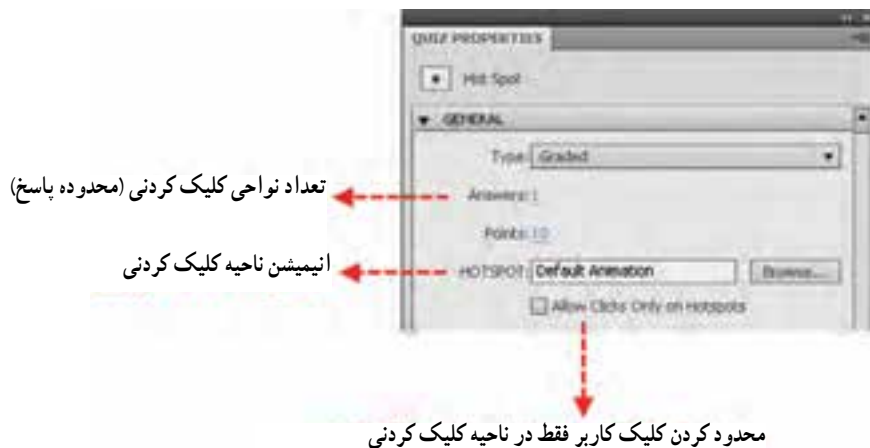 QUIZ PROPERTIES
Hot Spot
GENERAL
Type: Graded
تعداد نواحی کلیک کردنی (محدوده پاسخ)
Answers: 1
Points: 10
انیمیشن ناحیه کلیک کردنی
HOTSPOT: Default Animation Browse...
Allow Clicks Only on Hotspots
محدود کردن کلیک کاربر فقط در ناحیه کلیک کردنی